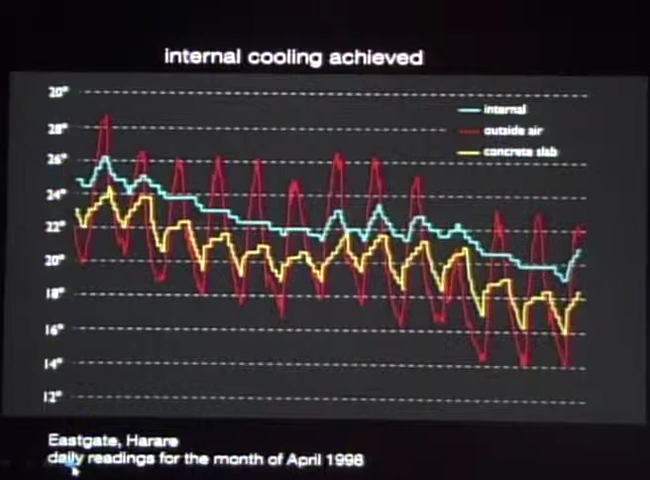 internal cooling achieved
20°
28°
26°
24°
22°
20°
18°
16°
14°
12°
internal
outside air
concrete slab
Eastgate, Harare
daily readings for the month of April 1998